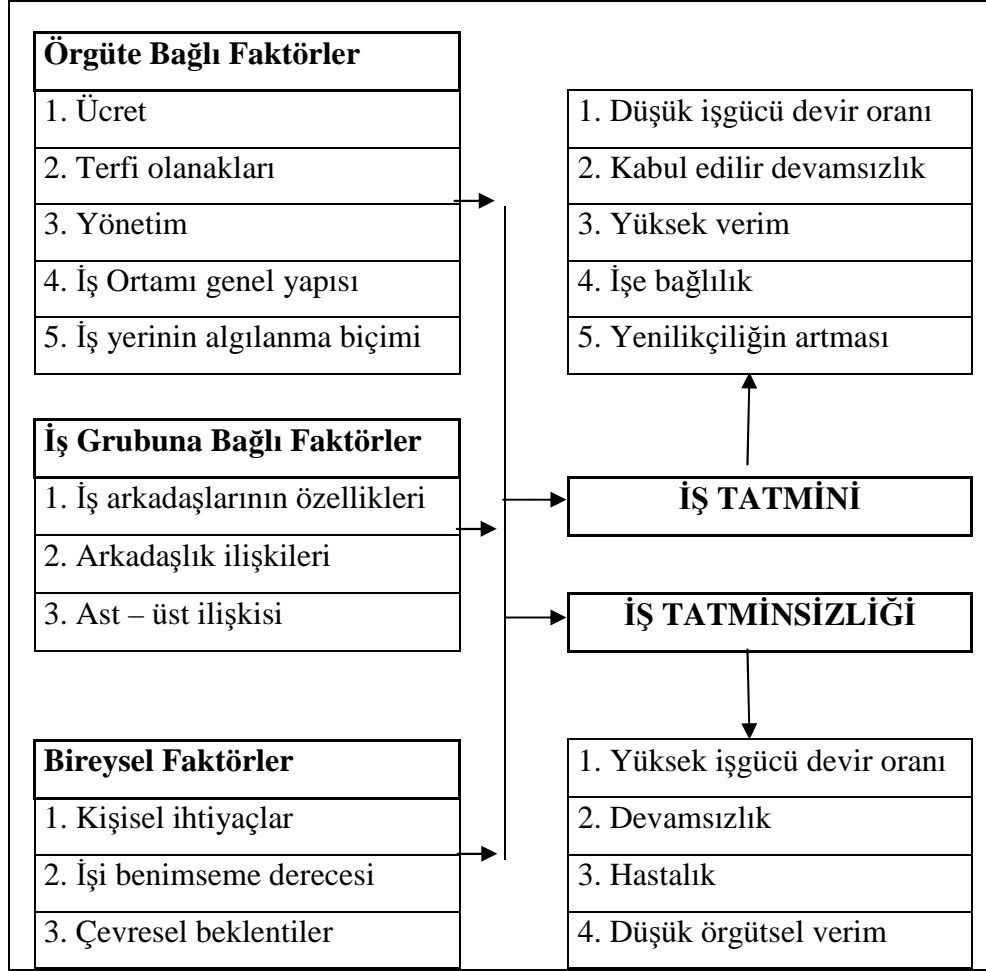 Örgüte Bağlı Faktörler
1. Ücret
2. Terfi olanakları
3. Yönetim
4. İş Ortamı genel yapısı
5. İş yerinin algılanma biçimi
1. Düşük işgücü devir oranı
2. Kabul edilir devamsızlık
3. Yüksek verim
4. İşe bağlılık
5. Yenilikçiliğin artması
İş Grubuna Bağlı Faktörler
1. İş arkadaşlarının özellikleri
2. Arkadaşlık ilişkileri
3. Ast – üst ilişkisi
İŞ TATMİNİ
İŞ TATMİNSİZLİĞİ
Bireysel Faktörler
1. Kişisel ihtiyaçlar
2. İşi benimseme derecesi
3. Çevresel beklentiler
1. Yüksek işgücü devir oranı
2. Devamsızlık
3. Hastalık
4. Düşük örgütsel verim